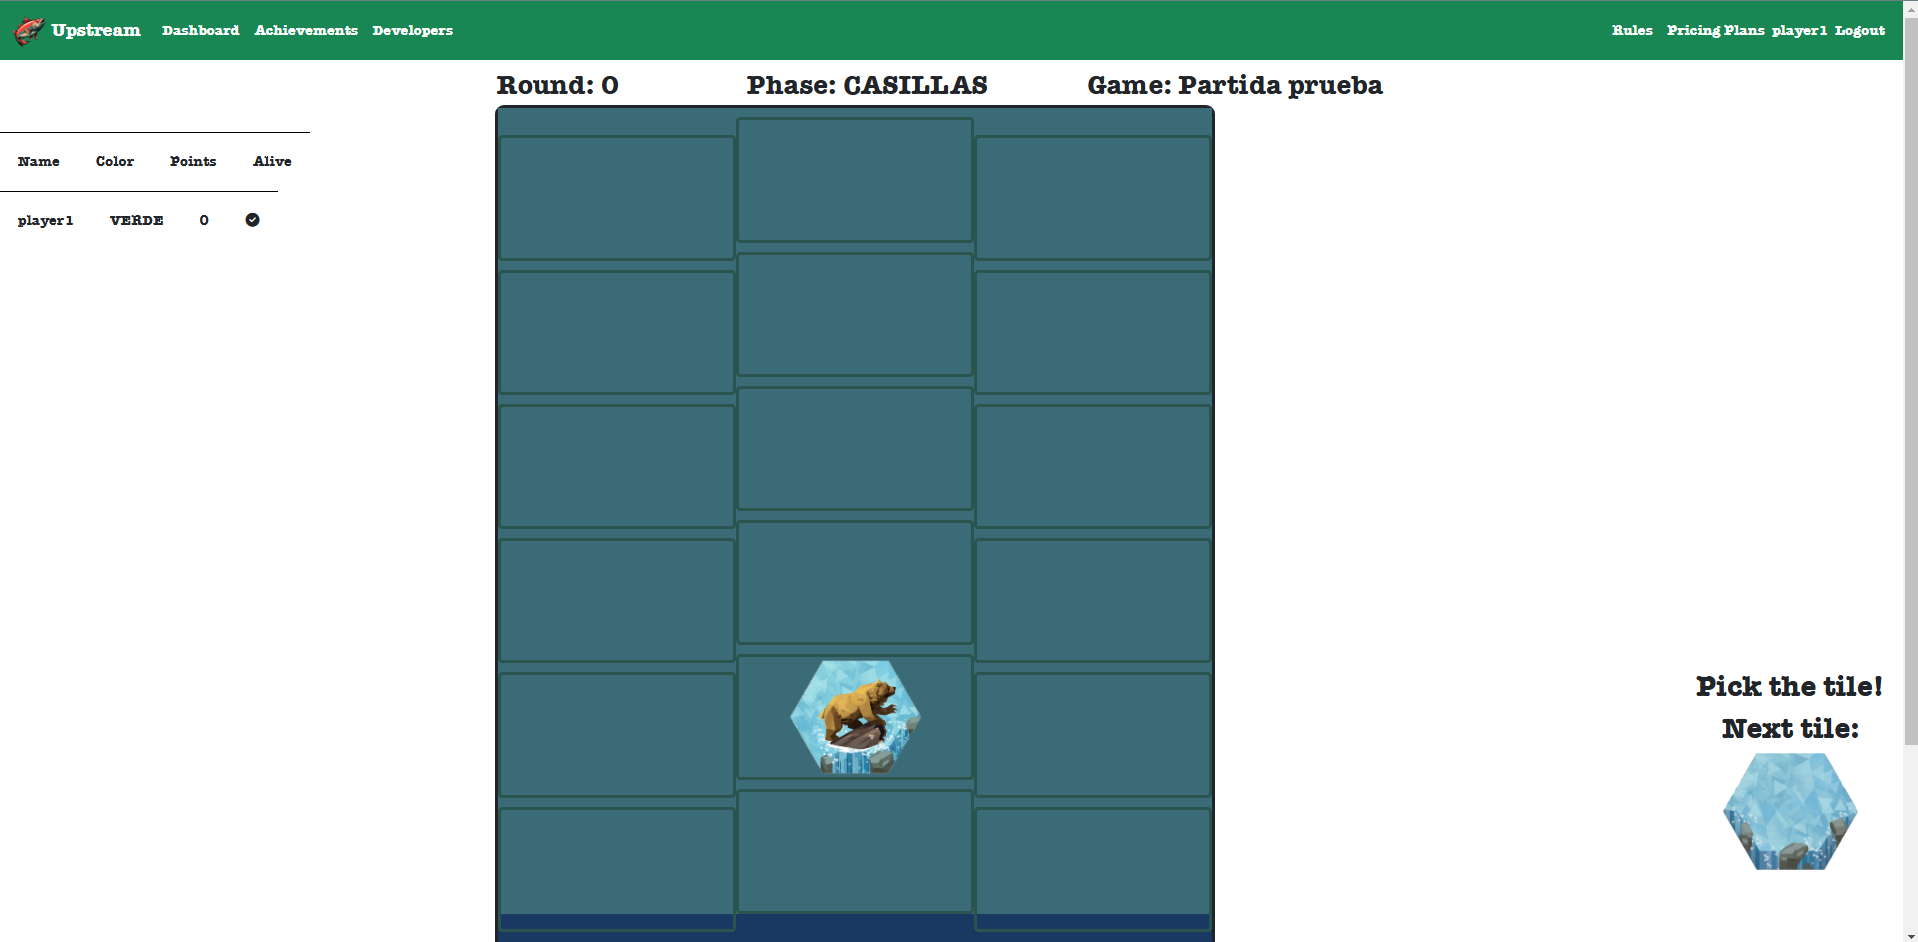 Upstream Dashboard Achievements Developers Rules Pricing Plans player1 Logout
Round: 0 Phase: CASILLAS Game: Partida prueba
Name Color Points Alive
player1 VERDE 0
Pick the tile!
Next tile: